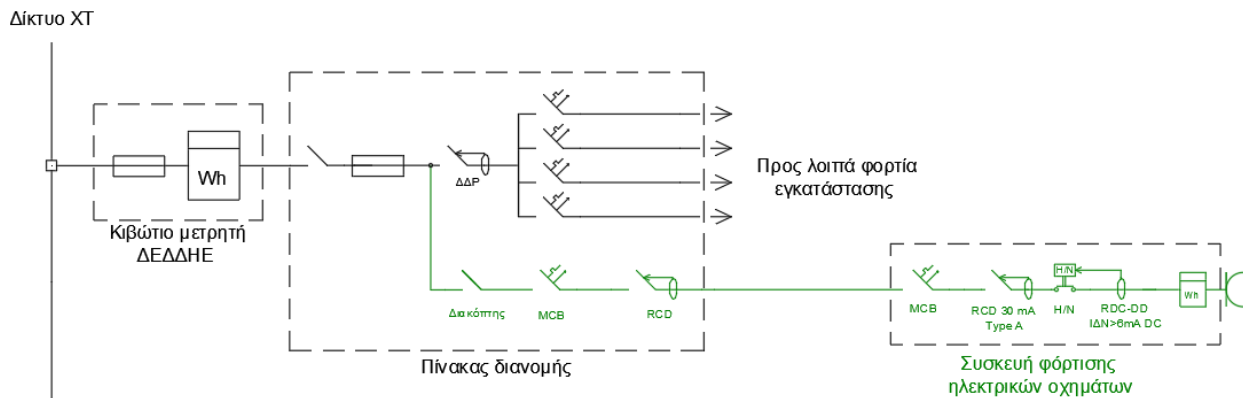 Δίκτυο ΧΤ
Wh
Κιβώτιο μετρητή
ΔΕΔΔΗΕ
ΔΔΡ
Προς λοιπά φορτία
εγκατάστασης
Διακόπτης
MCB
RCD
Πίνακας διανομής
MCB
RCD 30 mA
Type A
H/N
H/N
RDC-DD
ΙΔΝ>6mA DC
Wh
Συσκευή φόρτισης
ηλεκτρικών οχημάτων